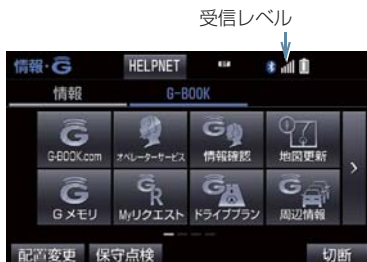 受信レベル
情報・G HELPNET
情報 G-BOOK
G-BOOK.com オペレーターサービス 情報確認 地図更新
Gメモリ Myリクエスト ドライブプラン 周辺情報
配置変更 保守点検 切断